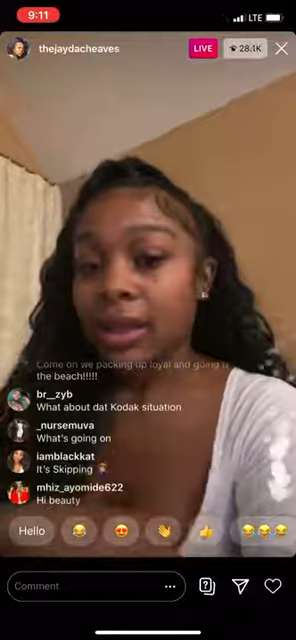 9:11
LTE
thejaydacheaves
LIVE
28.1K
Come on we packing up loyal and going
the beach!!!!!
br__zyb
What about dat Kodak situation
_nursemuva
What's going on
iamblackkat
It's Skipping
mhiz_ayomide622
Hi beauty
Hello
Comment